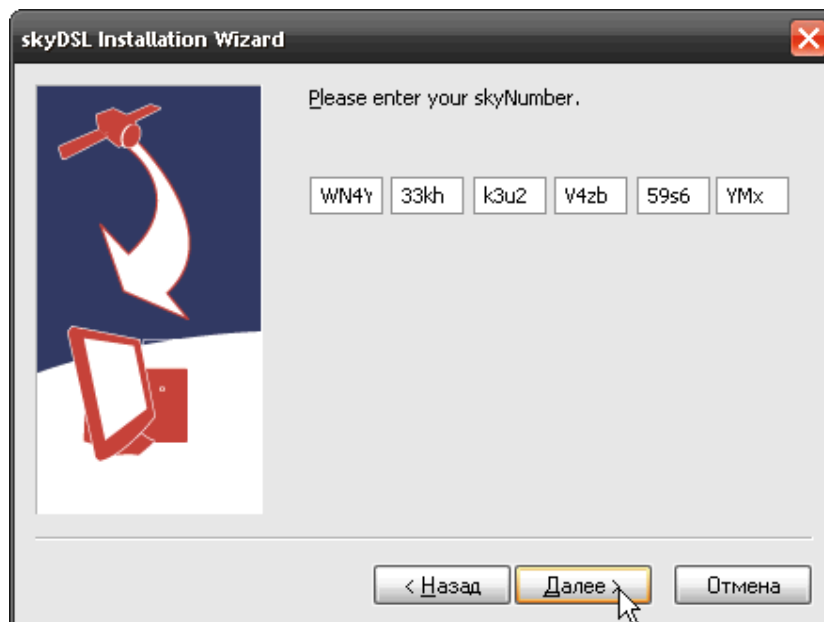 skyDSL Installation Wizard
Please enter your skyNumber.
WN4Y 33kh k3u2 V4zb 59s6 YMx
< Назад Далее > Отмена